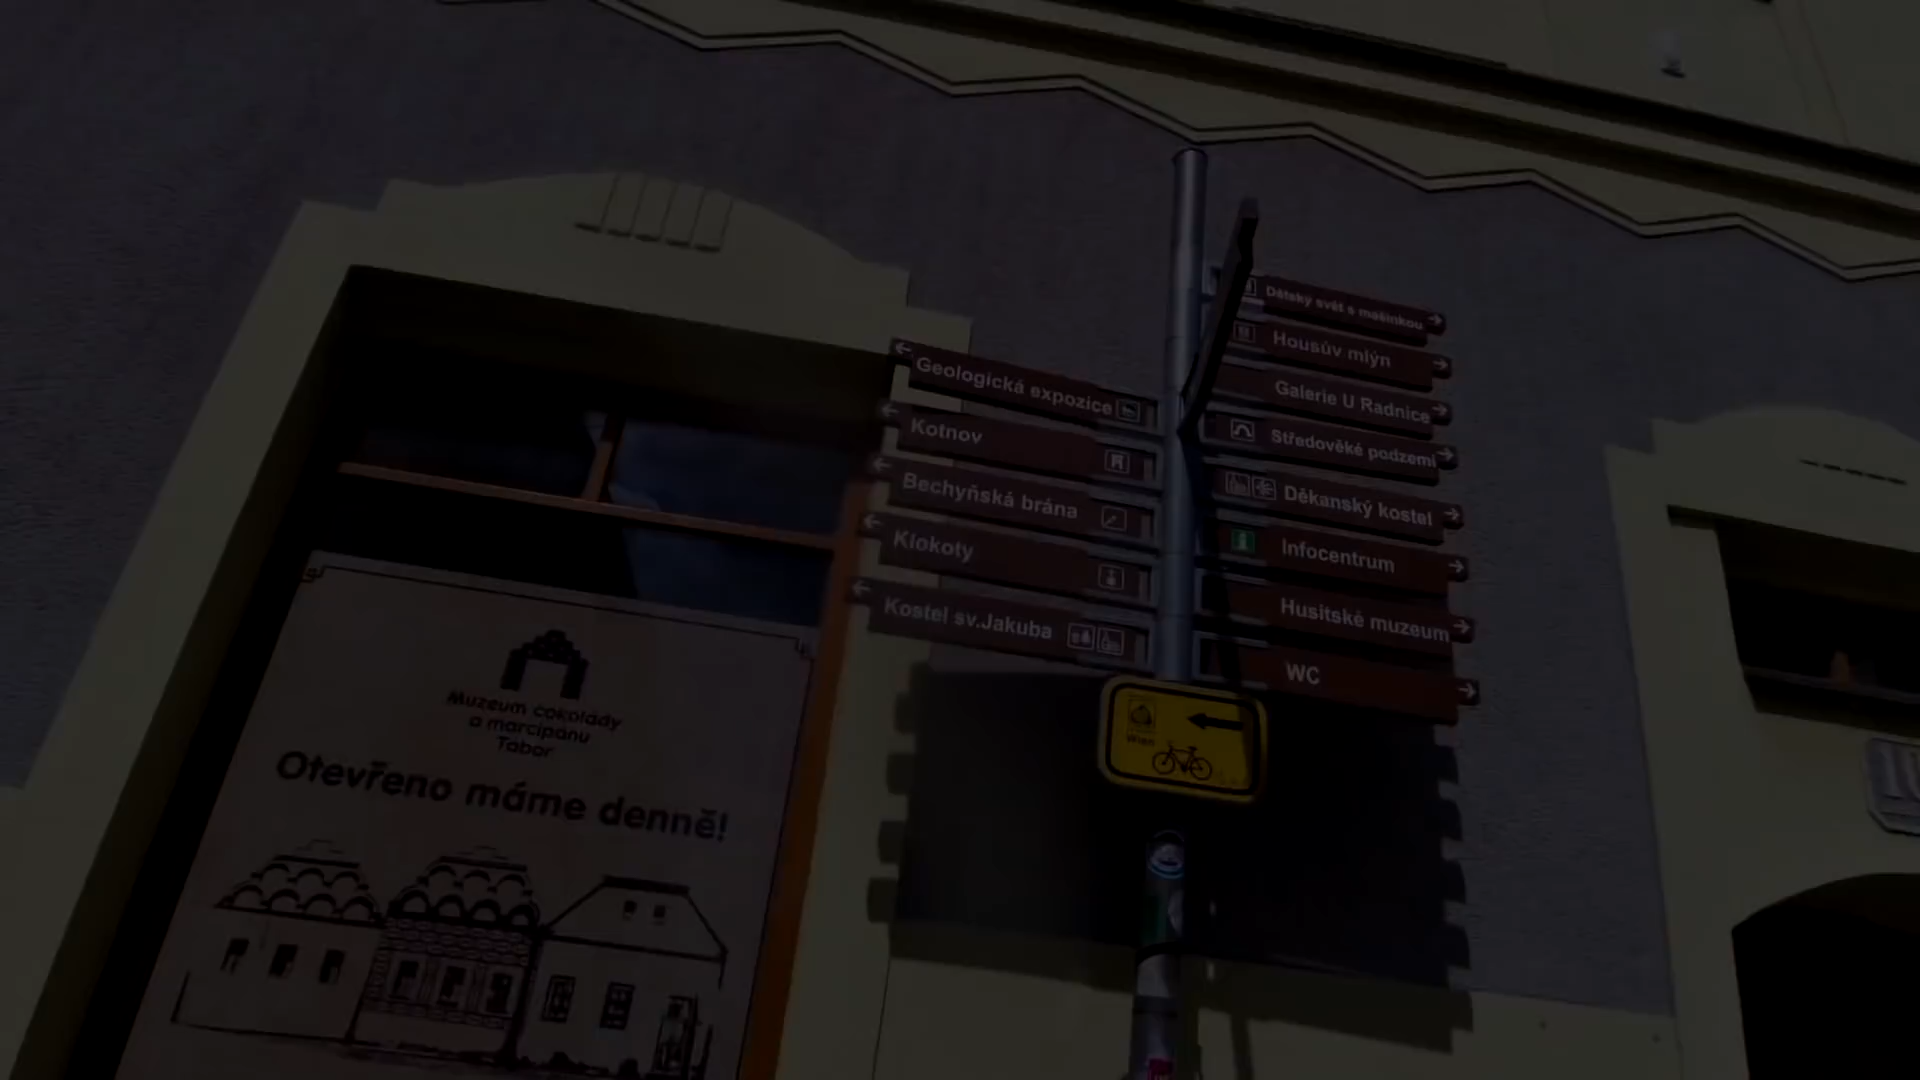 Dětský svět s mašinkou
Housův mlýn
Galerie U Radnice
Středověké podzemí
Děkanský kostel
Infocentrum
Husitské muzeum
WC
Geologická expozice
Kotnov
Bechyňská brána
Klokoty
Kostel sv.Jakuba
Wien
Muzeum čokolády
a marcipánu
Tábor
Otevřeno máme denně!